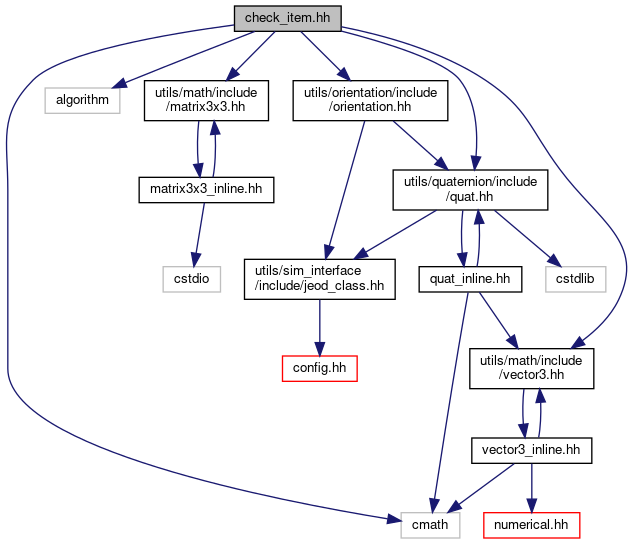 check_item.hh
algorithm
utils/math/include
/matrix3x3.hh
utils/orientation/include
/orientation.hh
matrix3x3_inline.hh
utils/quaternion/include
/quat.hh
cstdio
utils/sim_interface
/include/jeod_class.hh
quat_inline.hh
cstdlib
config.hh
utils/math/include
/vector3.hh
vector3_inline.hh
cmath
numerical.hh